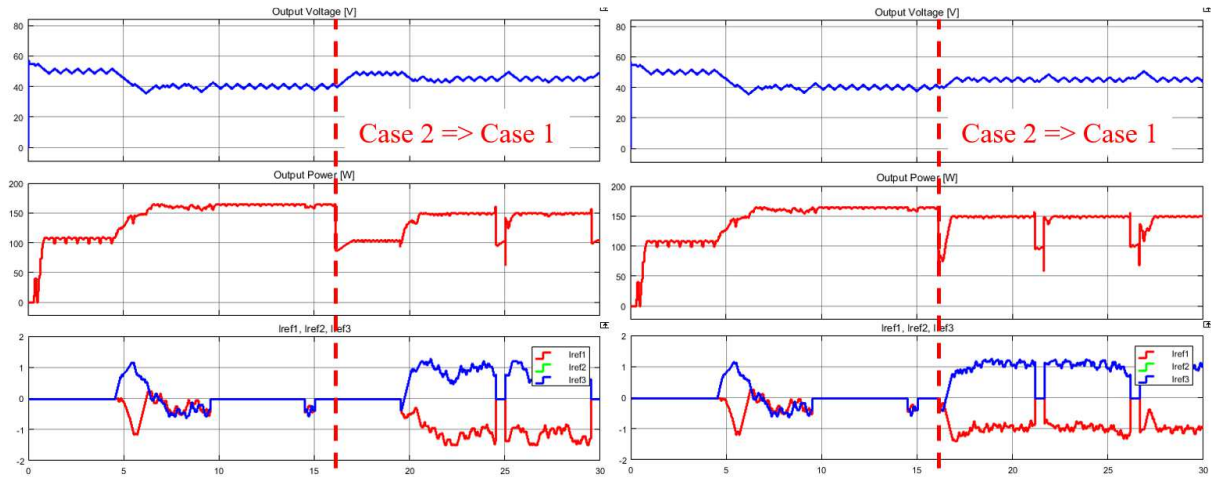 Output Voltage [V]
80
60
40
20
0
Case 2 => Case 1
Output Power [W]
200
150
100
50
0
Iref1, Iref2, Iref3
2
1
0
-1
-2
Iref1
Iref2
Iref3
0 5 10 15 20 25 30
Output Voltage [V]
80
60
40
20
0
Case 2 => Case 1
Output Power [W]
200
150
100
50
0
Iref1, Iref2, Iref3
2
1
0
-1
-2
Iref1
Iref2
Iref3
0 5 10 15 20 25 30